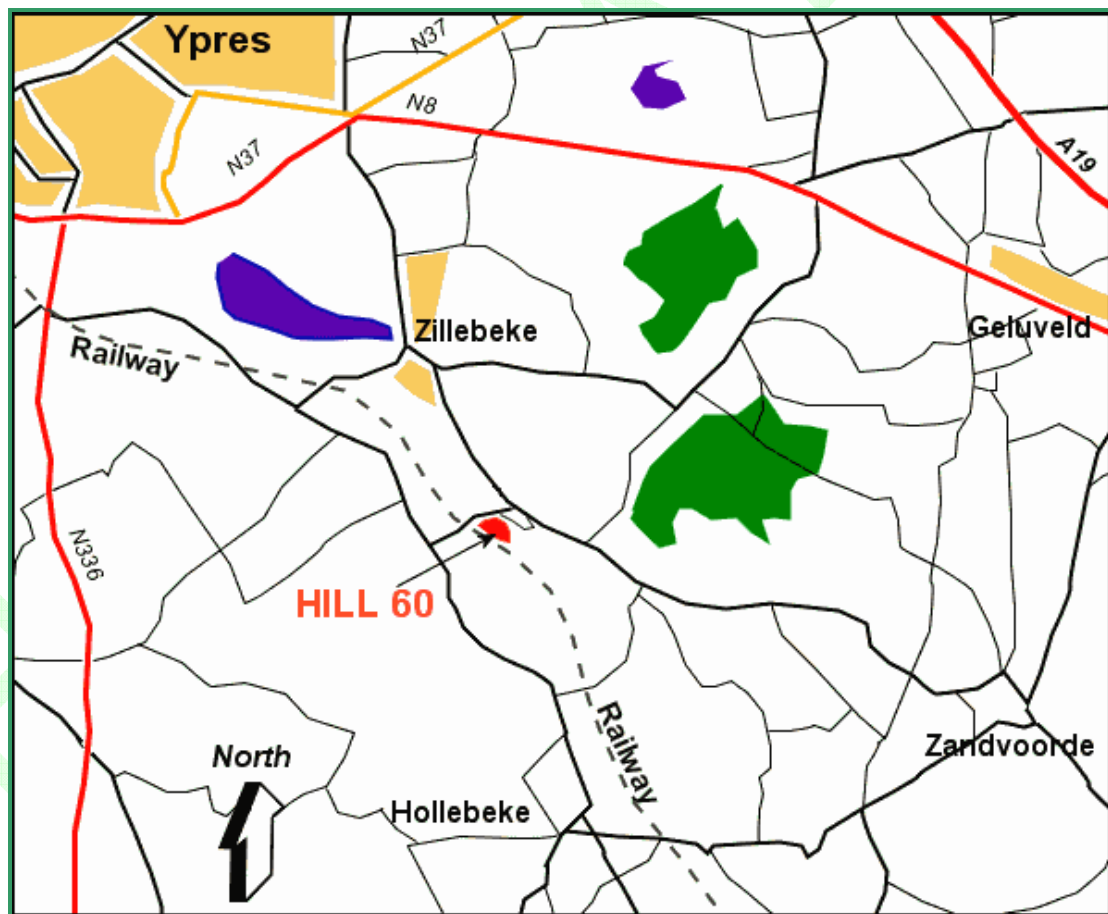 Ypres
N37
N8
N37
A19
Zillebeke
Geluveld
Railway
N336
HILL 60
Railway
North
Zandvoorde
Hollebeke